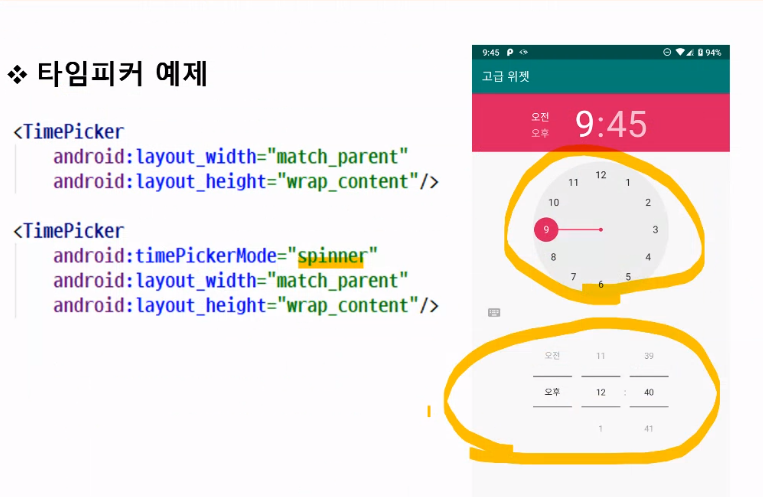 ❖ 타임피커 예제
<TimePicker
android:layout_width="match_parent"
android:layout_height="wrap_content"/>
<TimePicker
android:timePickerMode="spinner"
android:layout_width="match_parent"
android:layout_height="wrap_content"/>
9:45 94%
고급 위젯
오전
오후
9:45
12
11 1
10 2
9 3
8 4
7 5
6
오전 11 39
오후 12 : 40
1 41